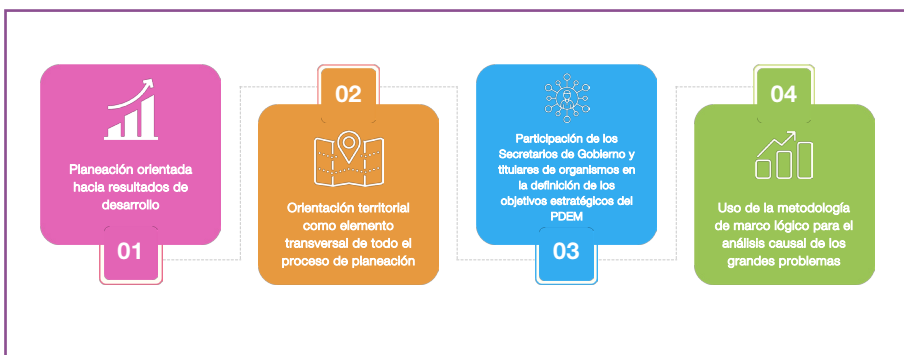 Planeación orientada
hacia resultados de
desarrollo
01
02
Orientación territorial
como elemento
transversal de todo el
proceso de planeación
Participación de los
Secretarios de Gobierno y
titulares de organismos en
la definición de los
objetivos estratégicos del
PDEM
03
04
Uso de la metodología
de marco lógico para el
análisis causal de los
grandes problemas